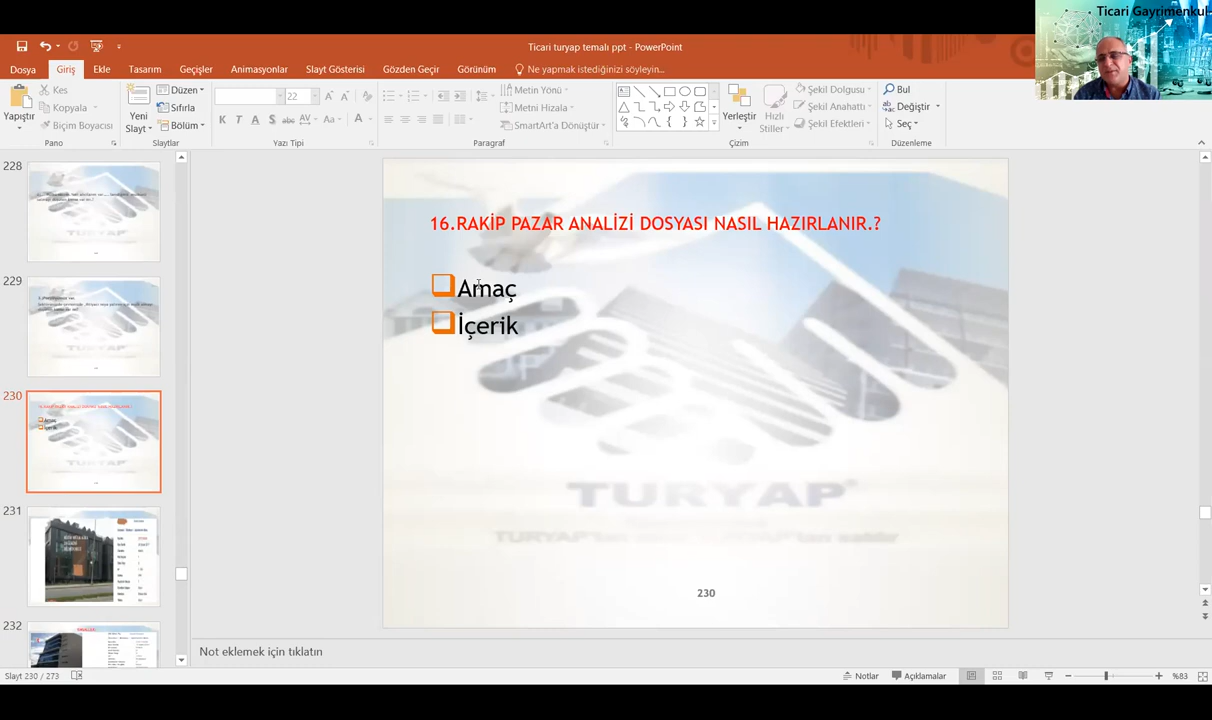 Ticari Gayrimenkul
Ticari turyap temalı ppt - PowerPoint
Dosya Giriş Ekle Tasarım Geçişler Animasyonlar Slayt Gösterisi Gözden Geçir Görünüm Ne yapmak istediğinizi söyleyin...
Yapıştır
Kes
Kopyala
Biçim Boyacısı
Pano
Yeni Slayt
Düzen
Sıfırla
Bölüm
Slaytlar
22
K T A S abc AV Aa A
Yazı Tipi
Metin Yönü
Metni Hizala
SmartArt'a Dönüştür
Paragraf
Yerleştir
Hızlı Stiller
Şekil Dolgusu
Şekil Anahattı
Şekil Efektleri
Çizim
Bul
Değiştir
Seç
Düzenleme
228
229
230
231
232
16.RAKİP PAZAR ANALİZİ DOSYASI NASIL HAZIRLANIR.?
Amaç
İçerik
TURYAP
230
Not eklemek için tıklatın
Slayt 230 / 273
Notlar Açıklamalar %83